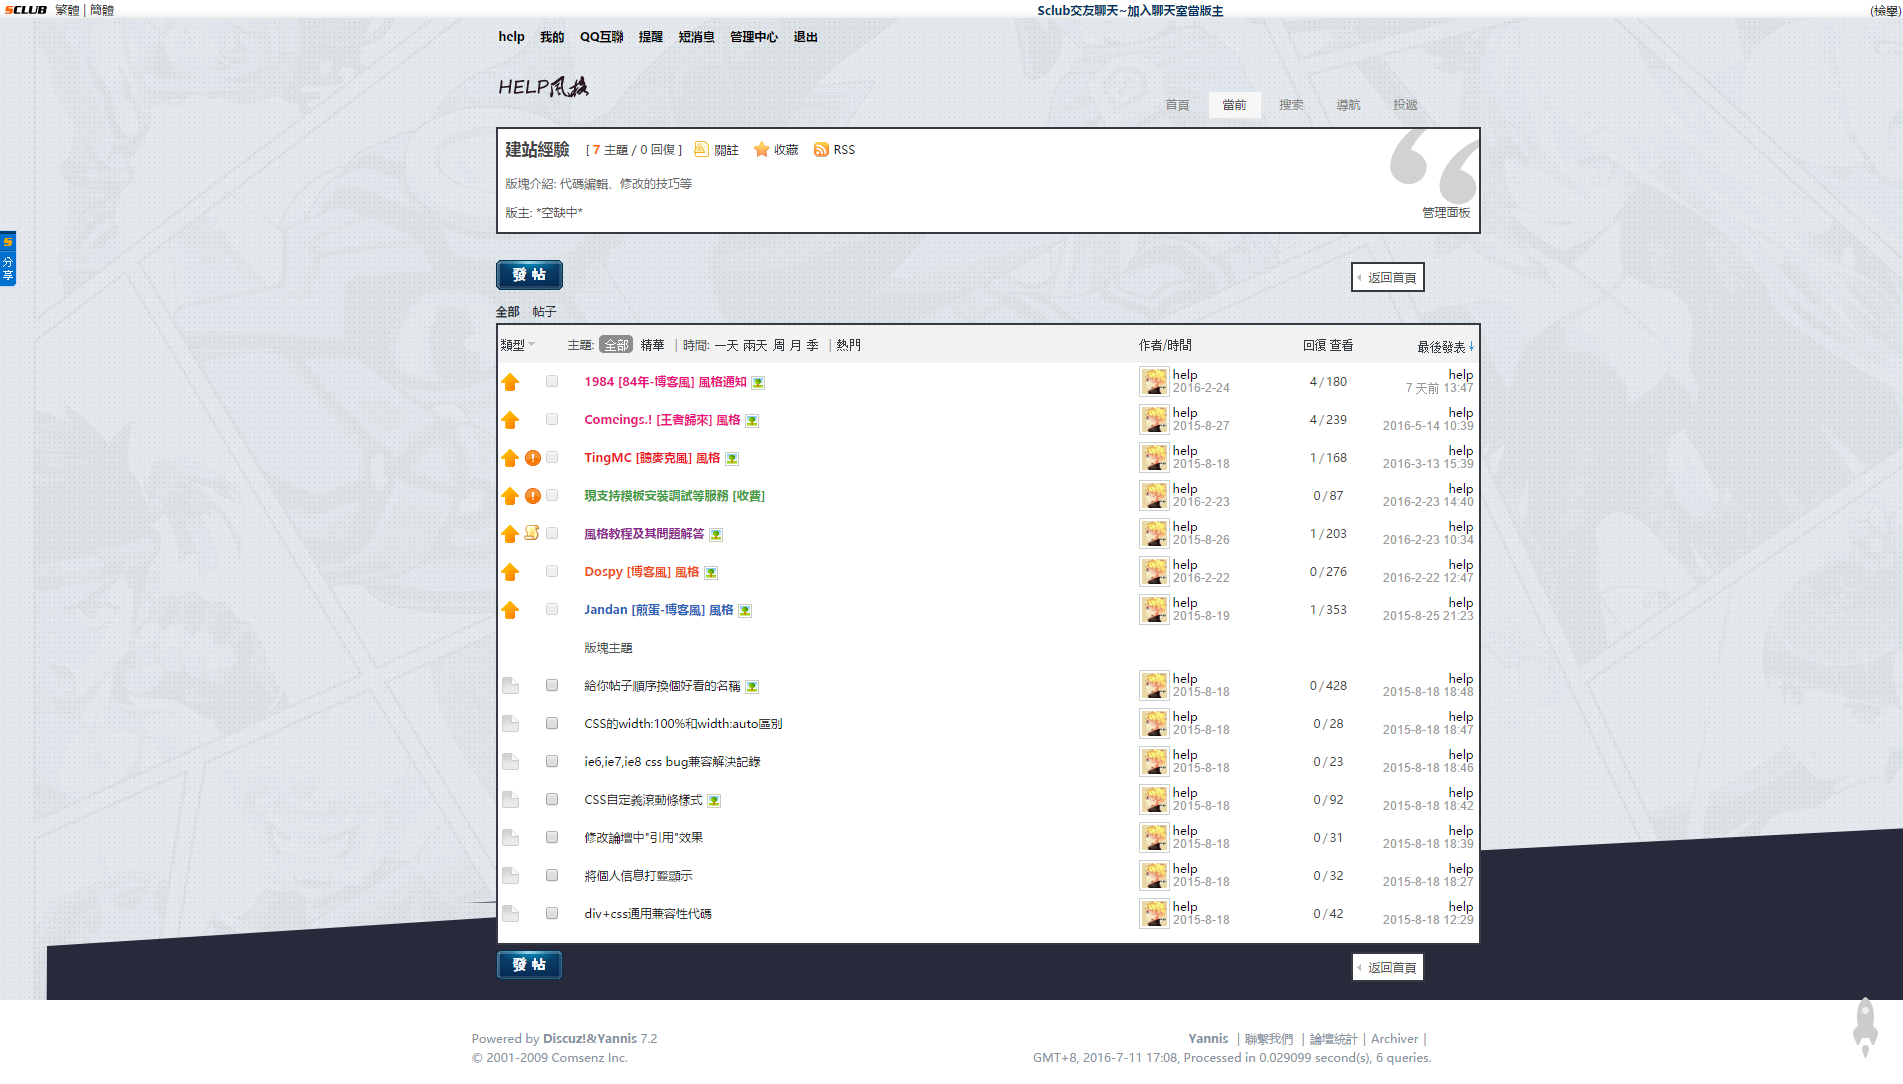 SCLUB 繁體 | 簡體
Sclub交友聊天~加入聊天室當版主
(檢舉)
help 我的 QQ互聯 提醒 短消息 管理中心 退出
HELP風格
首頁 當前 搜索 導航 投遞
建站經驗 [ 7 主題 / 0 回復 ] 關註 收藏 RSS
版塊介紹: 代碼編輯、修改的技巧等
版主: *空缺中*
管理面板
S
分
享
發 帖
返回首頁
全部 帖子
類型 主題: 全部 精華 | 時間: 一天 兩天 周 月 季 | 熱門 作者/時間 回復 查看 最後發表↓
1984 [84年-博客風] 風格通知 help 4 / 180 help
2016-2-24 7 天前 13:47
Comeings.! [王者歸來] 風格 help 4 / 239 help
2015-8-27 2016-5-14 10:39
TingMC [聽麥克風] 風格 help 1 / 168 help
2015-8-18 2016-3-13 15:39
現支持模板安裝調試等服務 [收費] help 0 / 87 help
2016-2-23 2016-2-23 14:40
風格教程及其問題解答 help 1 / 203 help
2015-8-26 2016-2-23 10:34
Dospy [博客風] 風格 help 0 / 276 help
2016-2-22 2016-2-22 12:47
Jandan [煎蛋-博客風] 風格 help 1 / 353 help
2015-8-19 2015-8-25 21:23
版塊主題
給你帖子順序換個好看的名稱 help 0 / 428 help
2015-8-18 2015-8-18 18:48
CSS的width:100%和width:auto區別 help 0 / 28 help
2015-8-18 2015-8-18 18:47
ie6,ie7,ie8 css bug兼容解決記錄 help 0 / 23 help
2015-8-18 2015-8-18 18:46
CSS自定義滾動條樣式 help 0 / 92 help
2015-8-18 2015-8-18 18:42
修改論壇中"引用"效果 help 0 / 31 help
2015-8-18 2015-8-18 18:39
將個人信息打豎顯示 help 0 / 32 help
2015-8-18 2015-8-18 18:27
div+css通用兼容性代碼 help 0 / 42 help
2015-8-18 2015-8-18 12:29
發 帖
返回首頁
Powered by Discuz!&Yannis 7.2
© 2001-2009 Comsenz Inc.
Yannis | 聯繫我們 | 論壇統計 | Archiver |
GMT+8, 2016-7-11 17:08, Processed in 0.029099 second(s), 6 queries.